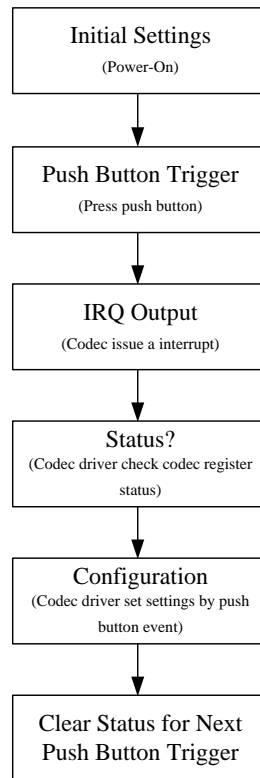 Initial Settings
(Power-On)
Push Button Trigger
(Press push button)
IRQ Output
(Codec issue a interrupt)
Status?
(Codec driver check codec register
status)
Configuration
(Codec driver set settings by push
button event)
Clear Status for Next
Push Button Trigger